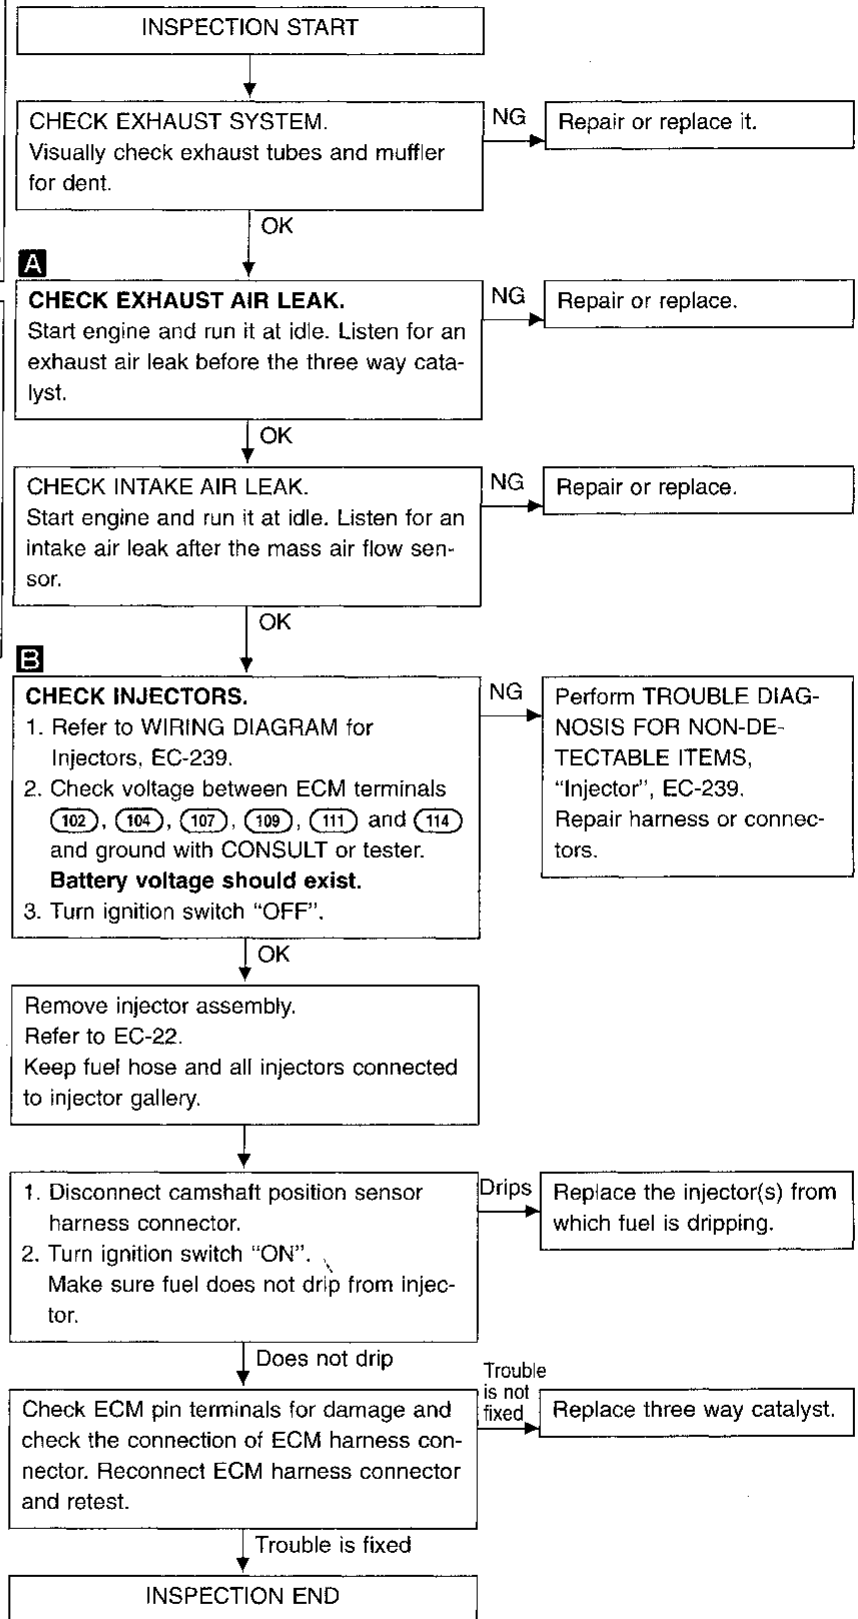 INSPECTION START
CHECK EXHAUST SYSTEM.
Visually check exhaust tubes and muffler
for dent.
NG
Repair or replace it.
OK
A
CHECK EXHAUST AIR LEAK.
Start engine and run it at idle. Listen for an
exhaust air leak before the three way cata-
lyst.
NG
Repair or replace.
OK
CHECK INTAKE AIR LEAK.
Start engine and run it at idle. Listen for an
intake air leak after the mass air flow sen-
sor.
NG
Repair or replace.
OK
B
CHECK INJECTORS.
1. Refer to WIRING DIAGRAM for
Injectors, EC-239.
2. Check voltage between ECM terminals
102, 104, 107, 109, 111 and 114
and ground with CONSULT or tester.
Battery voltage should exist.
3. Turn ignition switch “OFF”.
NG
Perform TROUBLE DIAG-
NOSIS FOR NON-DE-
TECTABLE ITEMS,
“Injector”, EC-239.
Repair harness or connec-
tors.
OK
Remove injector assembly.
Refer to EC-22.
Keep fuel hose and all injectors connected
to injector gallery.
1. Disconnect camshaft position sensor
harness connector.
2. Turn ignition switch “ON”.
Make sure fuel does not drip from injec-
tor.
Drips
Replace the injector(s) from
which fuel is dripping.
Does not drip
Check ECM pin terminals for damage and
check the connection of ECM harness con-
nector. Reconnect ECM harness connector
and retest.
Trouble
is not
fixed
Replace three way catalyst.
Trouble is fixed
INSPECTION END